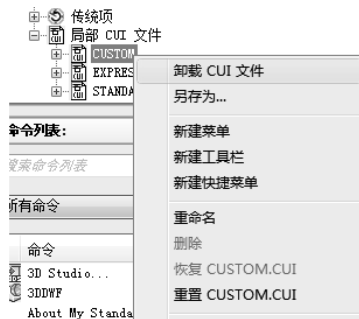 传统项
局部 CUI 文件
CUSTOM
EXPRES
STANDA
命令列表:
搜索命令列表
所有命令
命令
3D Studio...
3DDWF
About My Standa
卸载 CUI 文件
另存为...
新建菜单
新建工具栏
新建快捷菜单
重命名
删除
恢复 CUSTOM.CUI
重置 CUSTOM.CUI